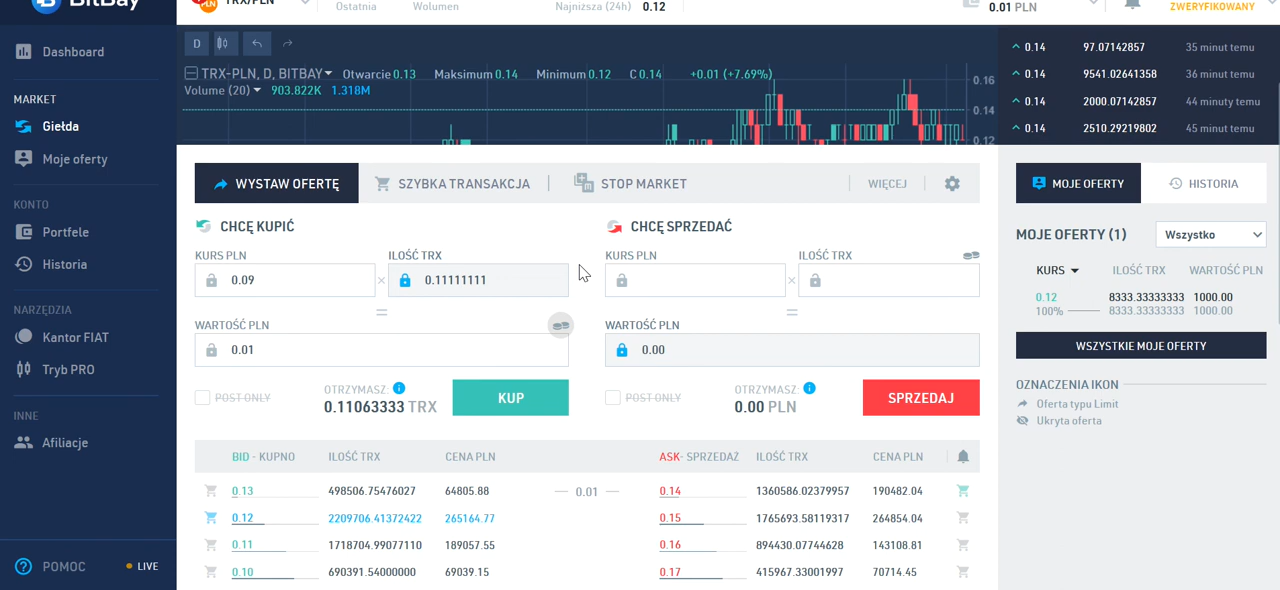 BitBay
TRX/PLN
Ostatnia
Wolumen
Najniższa (24h) 0.12
0.01 PLN
ZWERYFIKOWANY
Dashboard
MARKET
Giełda
Moje oferty
KONTO
Portfele
Historia
NARZĘDZIA
Kantor FIAT
Tryb PRO
INNE
Afiliacje
POMOC
LIVE
D
TRX-PLN, D, BITBAY Otwarcie 0.13 Maksimum 0.14 Minimum 0.12 C 0.14 +0.01 (+7.69%)
Volume (20) 903.822K 1.318M
0.16
0.14
0.12
0.14 97.07142857 35 minut temu
0.14 9541.02641358 36 minut temu
0.14 2000.07142857 44 minuty temu
0.14 2510.29219802 45 minut temu
WYSTAW OFERTĘ
SZYBKA TRANSAKCJA
STOP MARKET
WIĘCEJ
CHCĘ KUPIĆ
KURS PLN
ILOŚĆ TRX
0.09
×
0.11111111
=
WARTOŚĆ PLN
0.01
POST ONLY
OTRZYMASZ:
0.11063333 TRX
KUP
CHCĘ SPRZEDAĆ
KURS PLN
ILOŚĆ TRX
×
=
WARTOŚĆ PLN
0.00
POST ONLY
OTRZYMASZ:
0.00 PLN
SPRZEDAJ
BID - KUPNO ILOŚĆ TRX CENA PLN
ASK- SPRZEDAŻ ILOŚĆ TRX CENA PLN
0.13 498506.75476027 64805.88
0.01
0.14 1360586.02379957 190482.04
0.12 2209706.41372422 265164.77
0.15 1765693.58119317 264854.04
0.11 1718704.99077110 189057.55
0.16 894430.07744628 143108.81
0.10 690391.54000000 69039.15
0.17 415967.33001997 70714.45
MOJE OFERTY
HISTORIA
MOJE OFERTY (1)
Wszystko
KURS ILOŚĆ TRX WARTOŚĆ PLN
0.12 8333.33333333 1000.00
100% 8333.33333333 1000.00
WSZYSTKIE MOJE OFERTY
OZNACZENIA IKON
Oferta typu Limit
Ukryta oferta